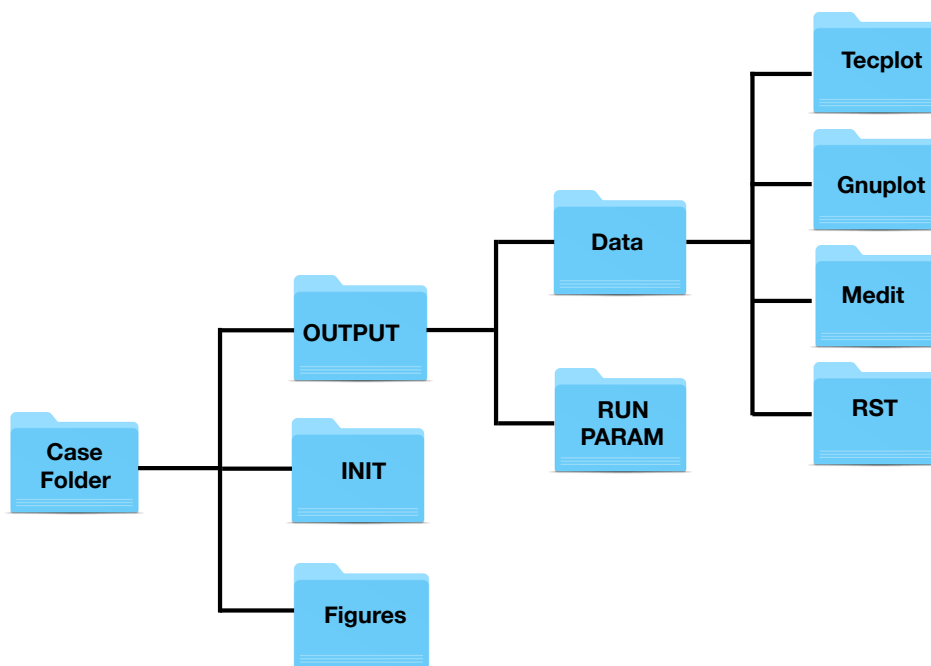 Tecplot
Gnuplot
Data
Medit
OUTPUT
RST
RUN
PARAM
Case
Folder
INIT
Figures